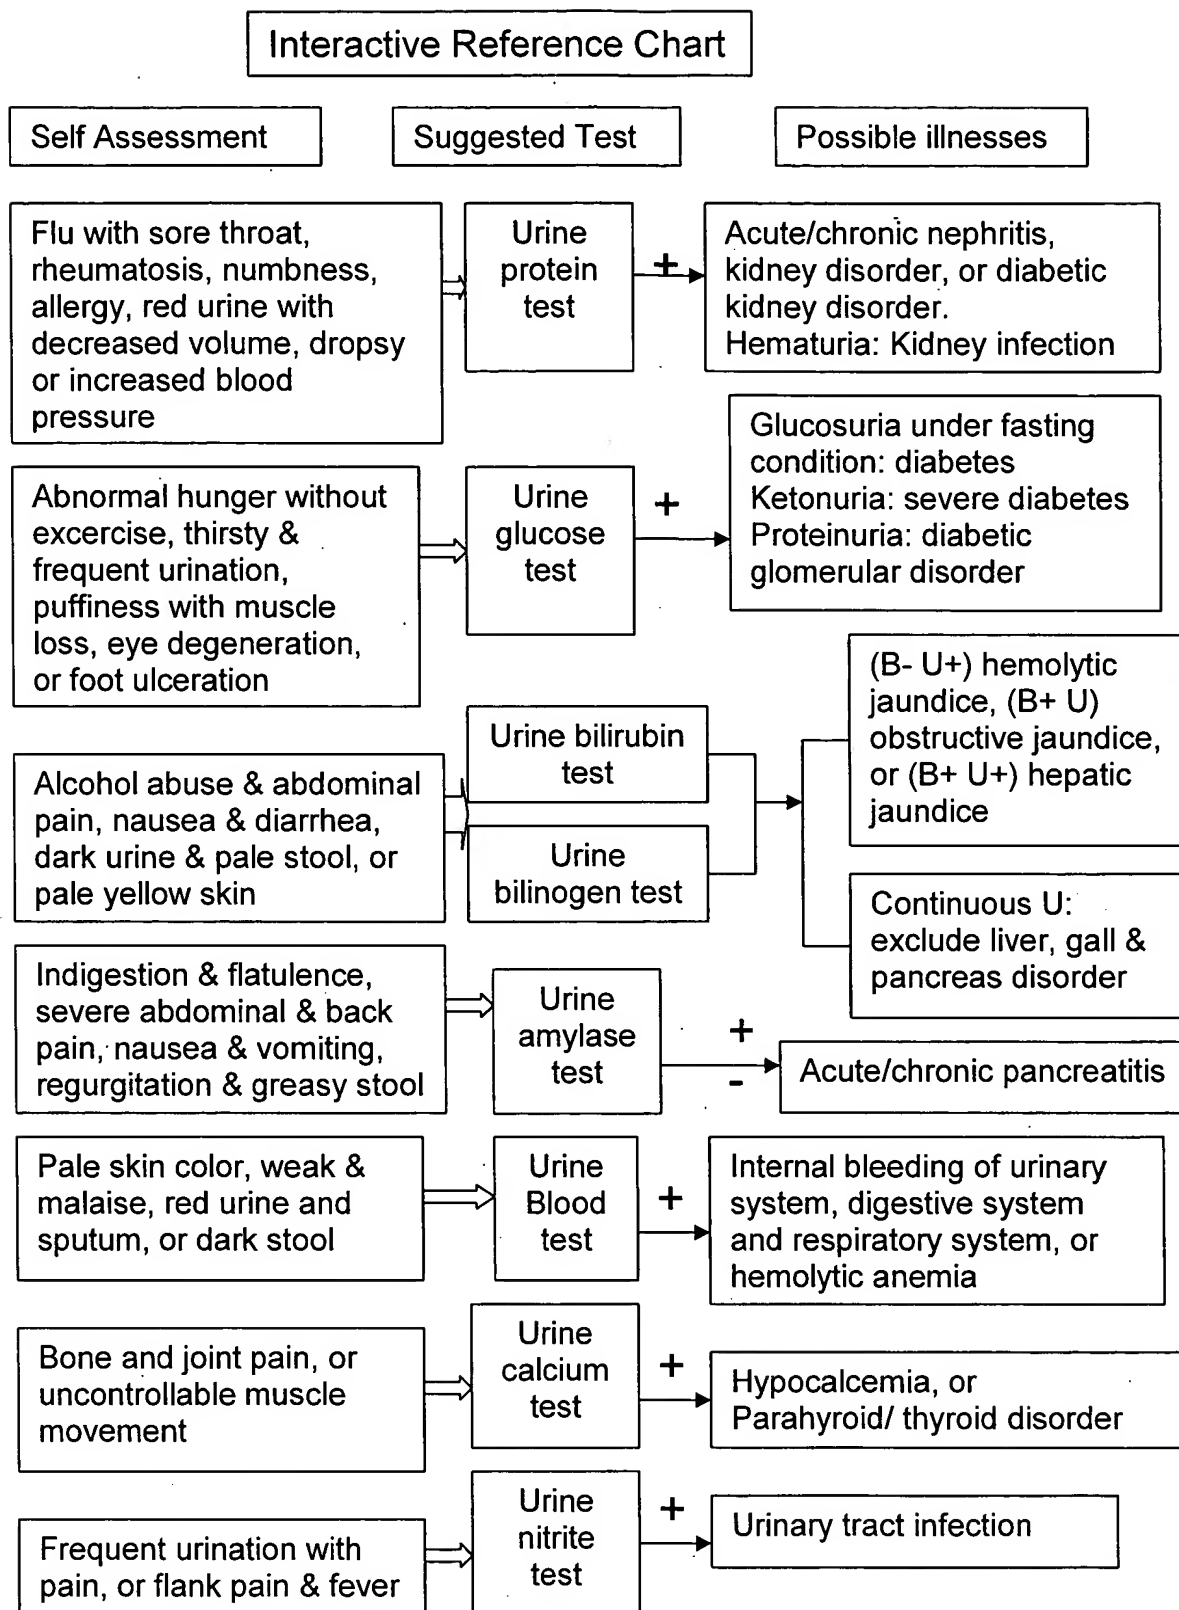 Interactive Reference Chart
Self Assessment
Suggested Test
Possible illnesses
Flu with sore throat,
rheumatosis, numbness,
allergy, red urine with
decreased volume, dropsy
or increased blood
pressure
Urine
protein
test
+
Acute/chronic nephritis,
kidney disorder, or diabetic
kidney disorder.
Hematuria: Kidney infection
Abnormal hunger without
excercise, thirsty &
frequent urination,
puffiness with muscle
loss, eye degeneration,
or foot ulceration
Urine
glucose
test
+
Glucosuria under fasting
condition: diabetes
Ketonuria: severe diabetes
Proteinuria: diabetic
glomerular disorder
Alcohol abuse & abdominal
pain, nausea & diarrhea,
dark urine & pale stool, or
pale yellow skin
Urine bilirubin
test
Urine
bilinogen test
(B- U+) hemolytic
jaundice, (B+ U)
obstructive jaundice,
or (B+ U+) hepatic
jaundice
Continuous U:
exclude liver, gall &
pancreas disorder
Indigestion & flatulence,
severe abdominal & back
pain, nausea & vomiting,
regurgitation & greasy stool
Urine
amylase
test
+
-
Acute/chronic pancreatitis
Pale skin color, weak &
malaise, red urine and
sputum, or dark stool
Urine
Blood
test
+
Internal bleeding of urinary
system, digestive system
and respiratory system, or
hemolytic anemia
Bone and joint pain, or
uncontrollable muscle
movement
Urine
calcium
test
+
Hypocalcemia, or
Parahyroid/ thyroid disorder
Frequent urination with
pain, or flank pain & fever
Urine
nitrite
test
+
Urinary tract infection